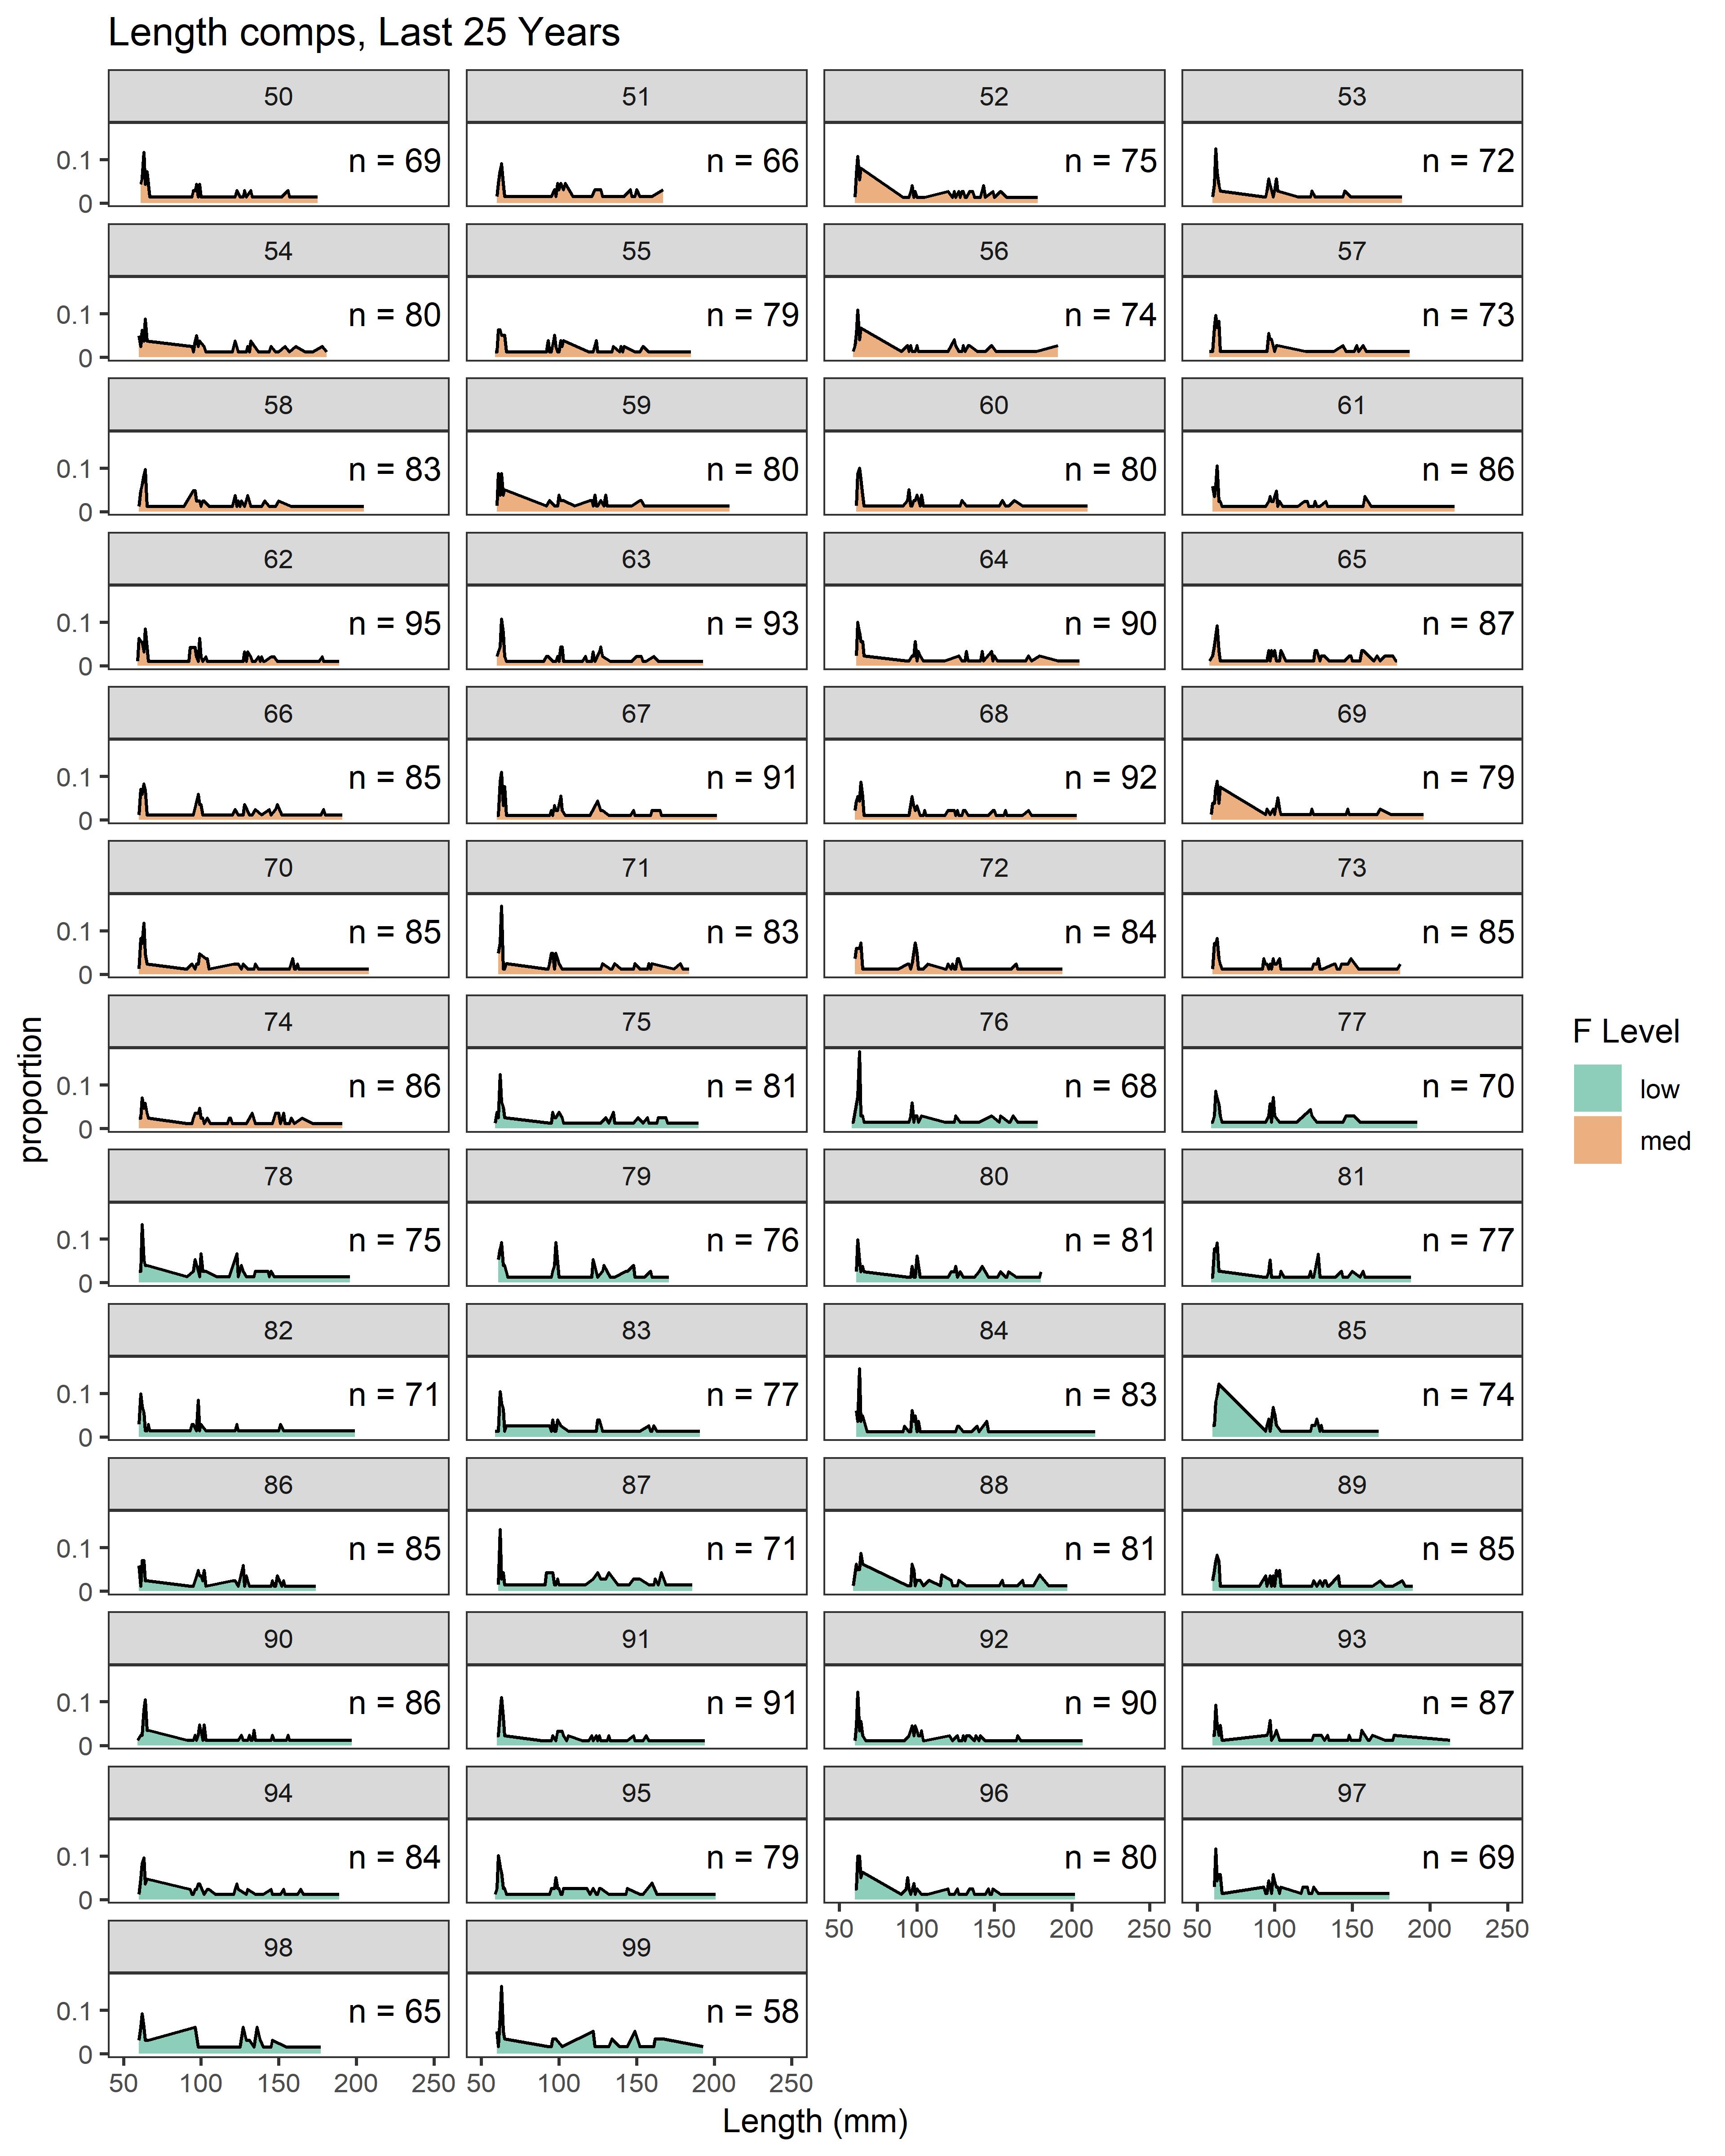 Length comps, Last 25 Years
50 51 52 53
n = 69 n = 66 n = 75 n = 72
0.1
0
54 55 56 57
n = 80 n = 79 n = 74 n = 73
0.1
0
58 59 60 61
n = 83 n = 80 n = 80 n = 86
0.1
0
62 63 64 65
n = 95 n = 93 n = 90 n = 87
0.1
0
66 67 68 69
n = 85 n = 91 n = 92 n = 79
0.1
0
70 71 72 73
n = 85 n = 83 n = 84 n = 85
0.1
0
74 75 76 77
n = 86 n = 81 n = 68 n = 70
0.1
0
78 79 80 81
n = 75 n = 76 n = 81 n = 77
0.1
0
82 83 84 85
n = 71 n = 77 n = 83 n = 74
0.1
0
86 87 88 89
n = 85 n = 71 n = 81 n = 85
0.1
0
90 91 92 93
n = 86 n = 91 n = 90 n = 87
0.1
0
94 95 96 97
n = 84 n = 79 n = 80 n = 69
0.1
0
50 100 150 200 250 50 100 150 200 250
98 99
n = 65 n = 58
0.1
0
50 100 150 200 250 50 100 150 200 250
Length (mm)
proportion
F Level
low
med